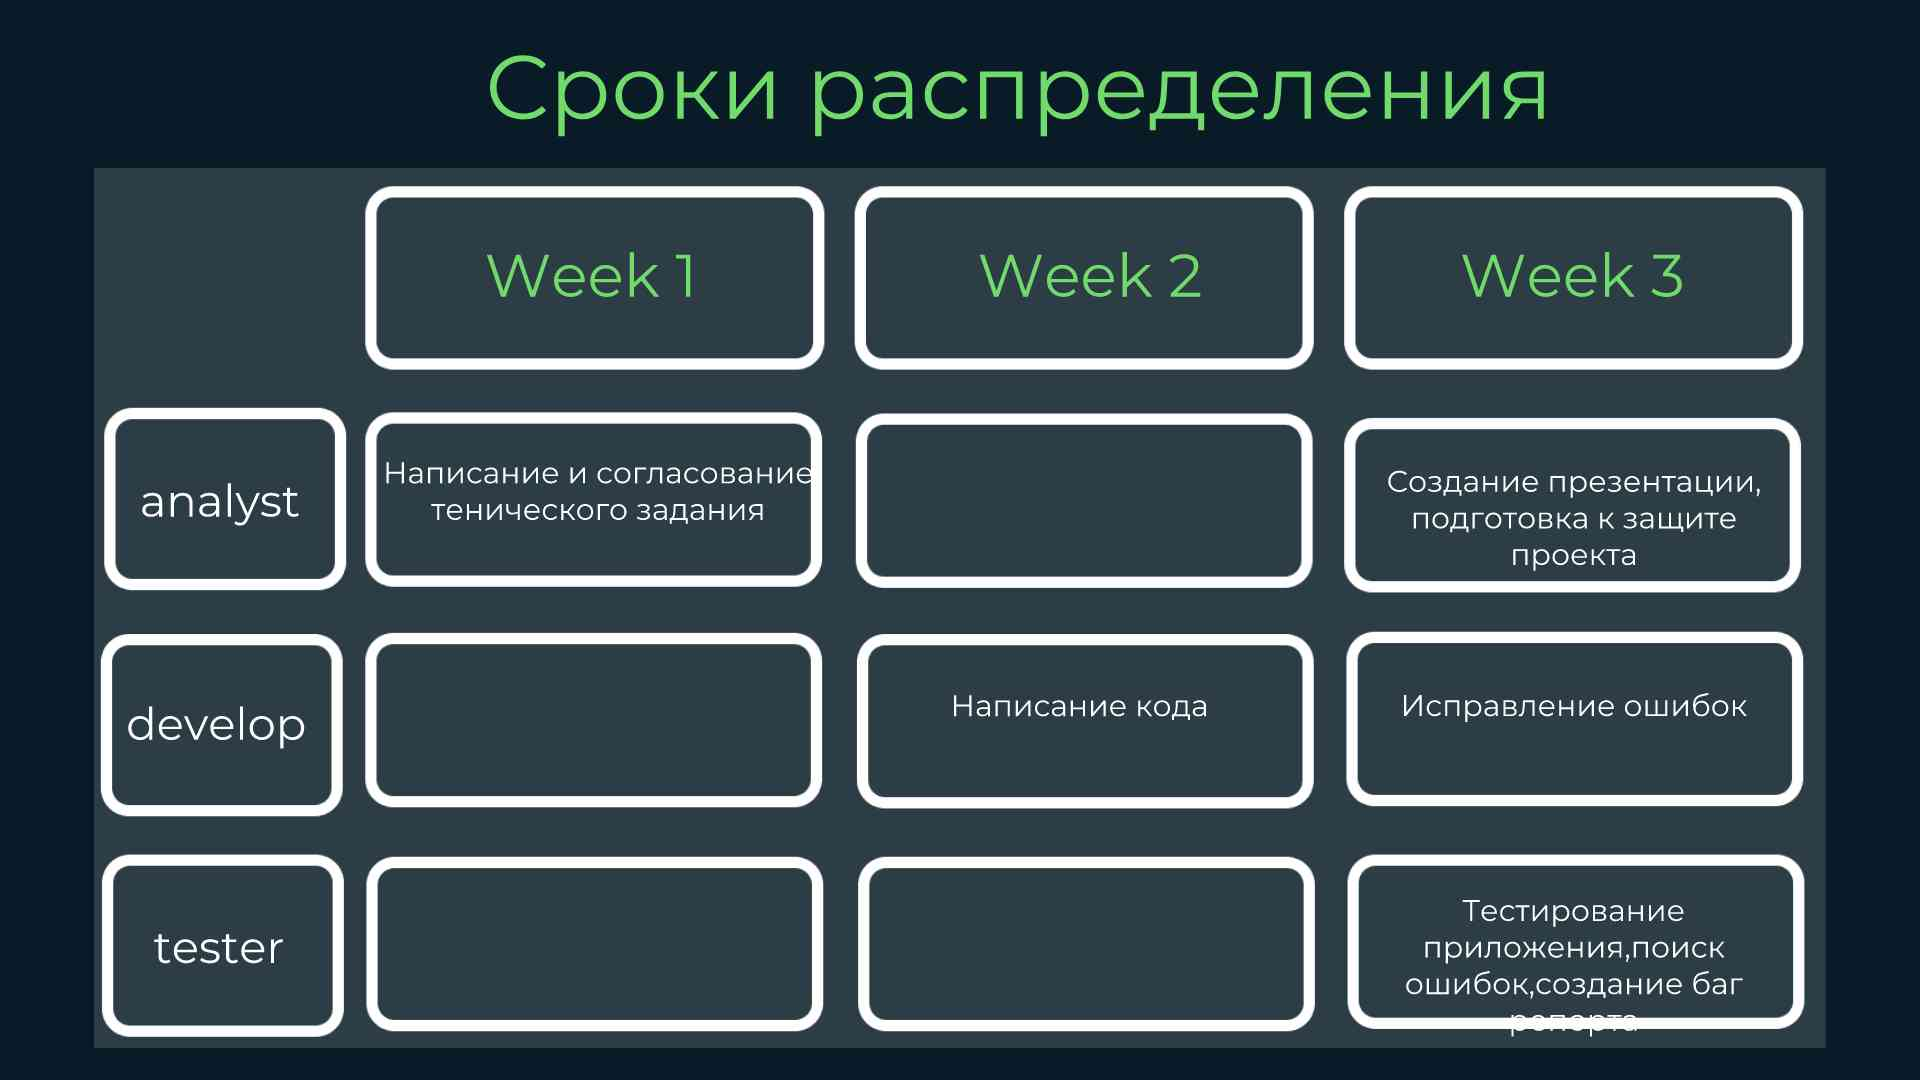 Сроки распределения
Week 1
Week 2
Week 3
analyst
Написание и согласование
тенического задания
Создание презентации,
подготовка к защите
проекта
develop
Написание кода
Исправление ошибок
tester
Тестирование
приложения,поиск
ошибок,создание баг
репорта